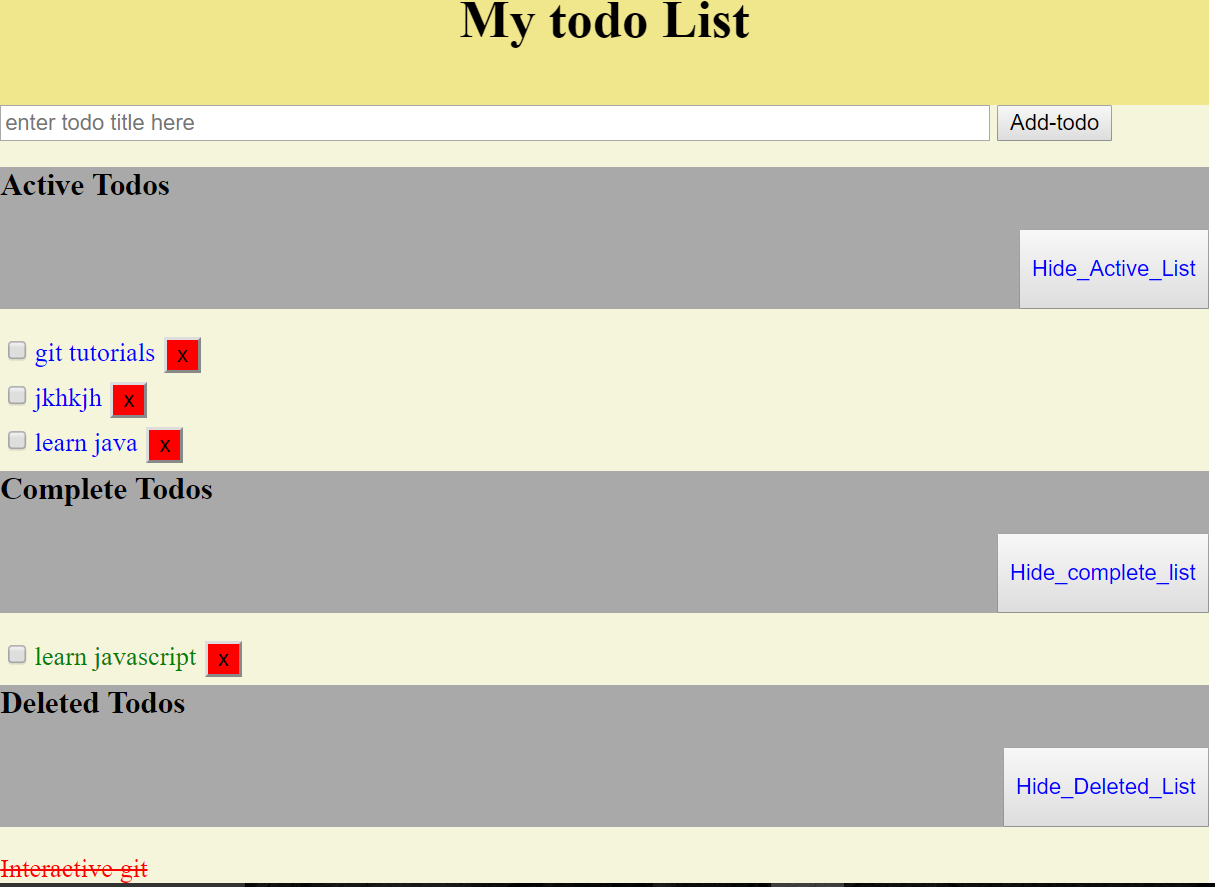 My todo List
enter todo title here Add-todo
Active Todos
Hide_Active_List
git tutorials x
jkhkjh x
learn java x
Complete Todos
Hide_complete_list
learn javascript x
Deleted Todos
Hide_Deleted_List
Interactive git